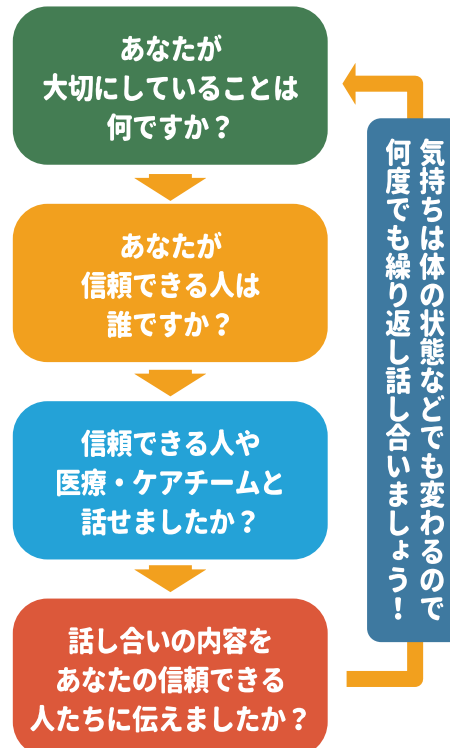 あなたが
大切にしていることは
何ですか？
あなたが
信頼できる人は
誰ですか？
信頼できる人や
医療・ケアチームと
話せましたか？
話し合いの内容を
あなたの信頼できる
人たちに伝えましたか？
気持ちは体の状態などでも変わるので
何度でも繰り返し話し合いましょう！